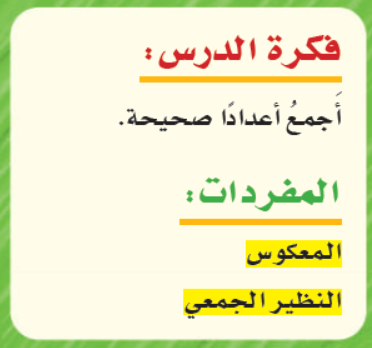 فكرة الدرس:
أَجمعُ أعدادًا صحيحة.
المفردات:
المعكوس
النظير الجمعي